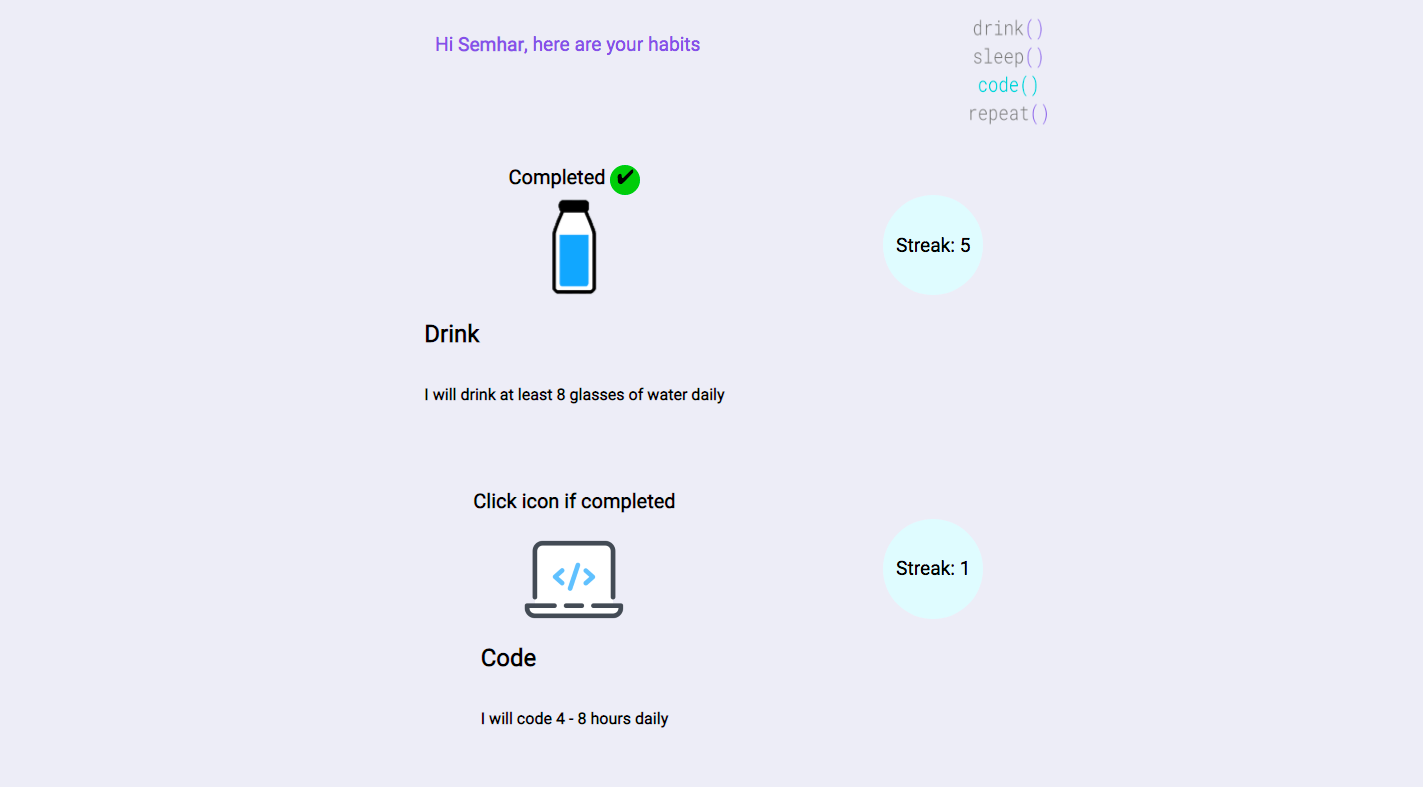 Hi Semhar, here are your habits
drink()
sleep()
code()
repeat()
Completed ✔
Streak: 5
Drink
I will drink at least 8 glasses of water daily
Click icon if completed
</>
Streak: 1
Code
I will code 4 - 8 hours daily